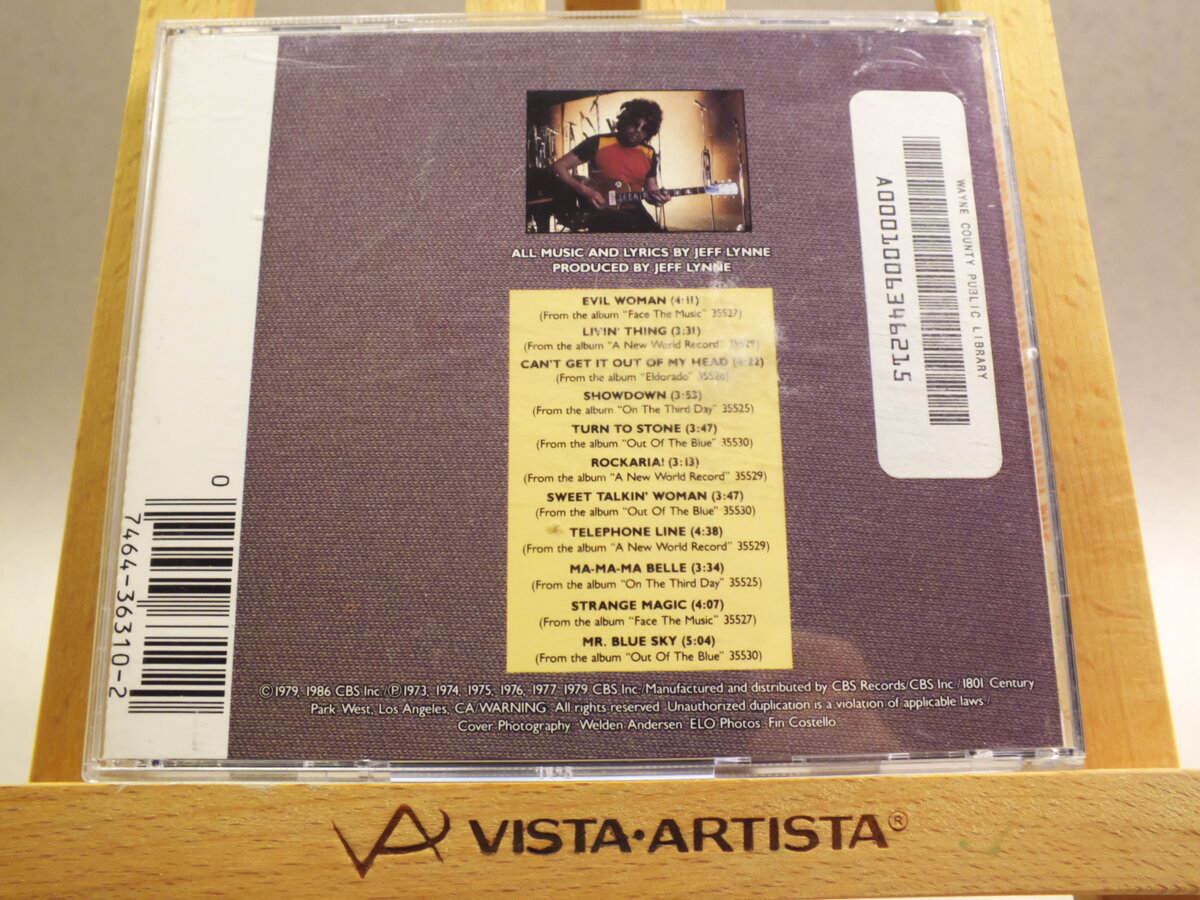 ALL MUSIC AND LYRICS BY JEFF LYNNE
PRODUCED BY JEFF LYNNE
EVIL WOMAN (4:11)
(From the album "Face The Music" 35527)
LIVIN' THING (3:31)
(From the album "A New World Record" 35529)
CAN'T GET IT OUT OF MY HEAD (4:22)
(From the album "Eldorado" 35526)
SHOWDOWN (3:53)
(From the album "On The Third Day" 35525)
TURN TO STONE (3:47)
(From the album "Out Of The Blue" 35530)
ROCKARIA! (3:13)
(From the album "A New World Record" 35529)
SWEET TALKIN' WOMAN (3:47)
(From the album "Out Of The Blue" 35530)
TELEPHONE LINE (4:38)
(From the album "A New World Record" 35529)
MA-MA-MA BELLE (3:34)
(From the album "On The Third Day" 35525)
STRANGE MAGIC (4:07)
(From the album "Face The Music" 35527)
MR. BLUE SKY (5:04)
(From the album "Out Of The Blue" 35530)
©1979, 1986 CBS Inc./℗1973, 1974, 1975, 1976, 1977, 1979 CBS Inc./Manufactured and distributed by CBS Records/CBS Inc./1801 Century
Park West, Los Angeles, CA/WARNING: All rights reserved. Unauthorized duplication is a violation of applicable laws./
Cover Photography: Welden Andersen. ELO Photos: Fin Costello.
WAYNE COUNTY PUBLIC LIBRARY
A0001006346215
0
7464-36310-2
VISTA·ARTISTA®